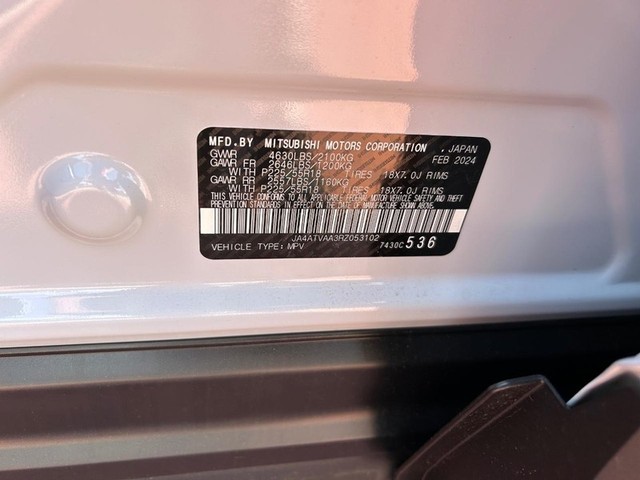 MFD.BY MITSUBISHI MOTORS CORPORATION , JAPAN
GVWR 4630LBS/2100KG FEB 2024
GAWR FR 2646LBS/1200KG
WITH P225/55R18 TIRES 18X7.0J RIMS
GAWR RR 2557LBS/1160KG
WITH P225/55R18 TIRES 18X7.0J RIMS
THIS VEHICLE CONFORMS TO ALL APPLICABLE FEDERAL MOTOR VEHICLE SAFETY AND THEFT
PREVENTION STANDARDS IN EFFECT ON THE DATE OF MANUFACTURE SHOWN ABOVE.
JA4ATVAA3RZ053102
VEHICLE TYPE: MPV 7430C 536